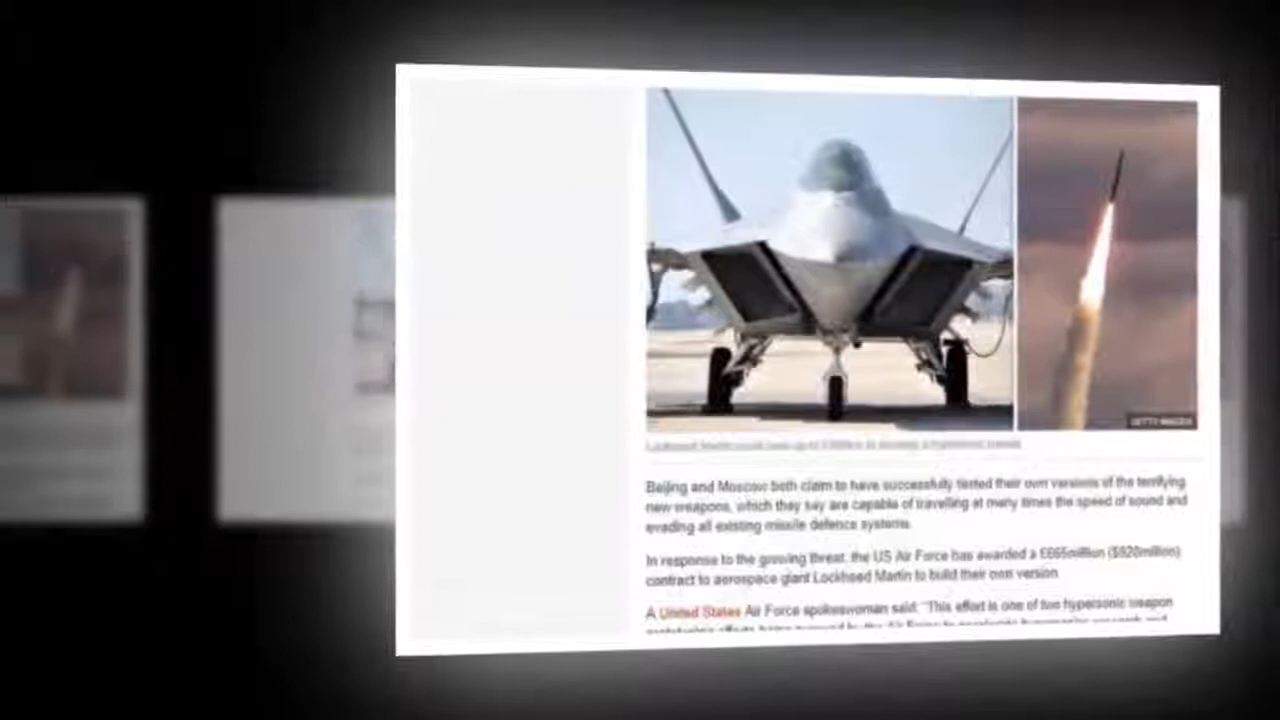 GETTY IMAGES
Beijing and Moscow both claim to have successfully tested their own versions of the terrifying
new weapons, which they say are capable of travelling at many times the speed of sound and
evading all existing missile defence systems.
In response to the growing threat, the US Air Force has awarded a £665million ($928million)
contract to aerospace giant Lockheed Martin to build their own version
A United States Air Force spokeswoman said: "This effort is one of two hypersonic weapon